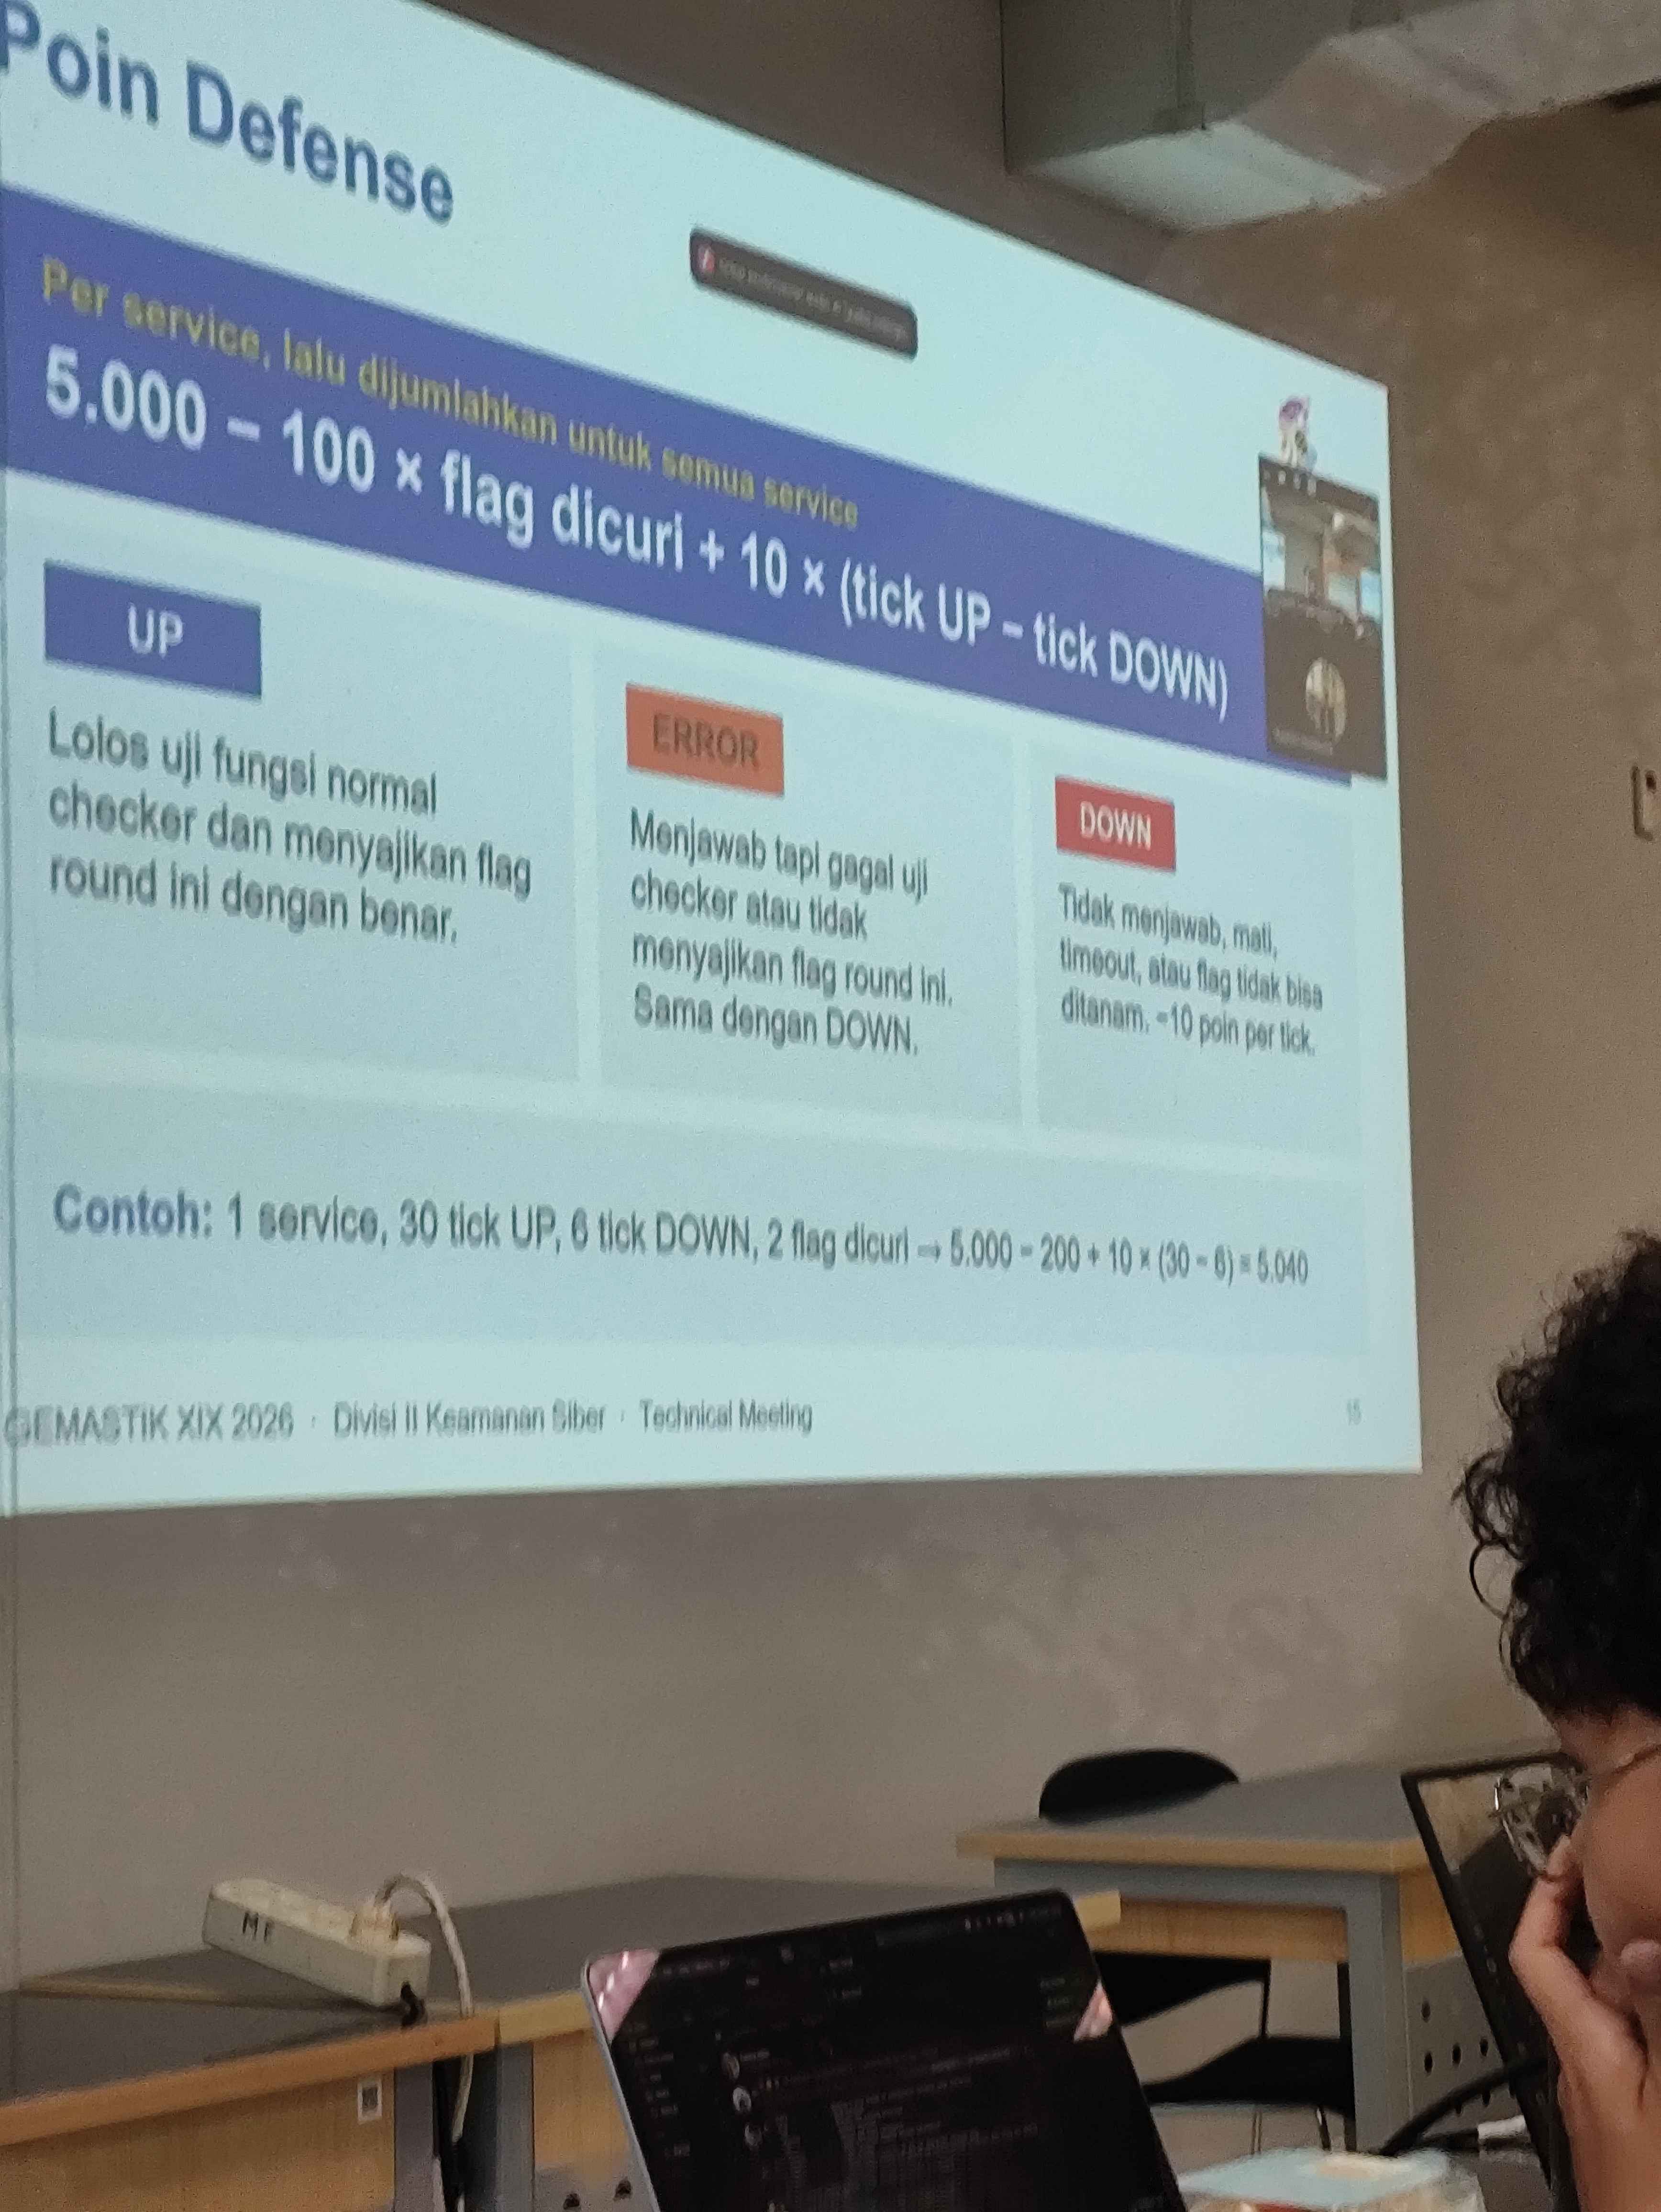 Poin Defense
Per service, lalu dijumlahkan untuk semua service
5.000 – 100 × flag dicuri + 10 × (tick UP – tick DOWN)
UP
Lolos uji fungsi normal
checker dan menyajikan flag
round ini dengan benar.
ERROR
Menjawab tapi gagal uji
checker atau tidak
menyajikan flag round ini.
Sama dengan DOWN.
DOWN
Tidak menjawab, mati,
timeout, atau flag tidak bisa
ditanam. −10 poin per tick.
Contoh: 1 service, 30 tick UP, 6 tick DOWN, 2 flag dicuri → 5.000 − 200 + 10 × (30 − 6) = 5.040
GEMASTIK XIX 2026 · Divisi II Keamanan Siber · Technical Meeting
15
ME